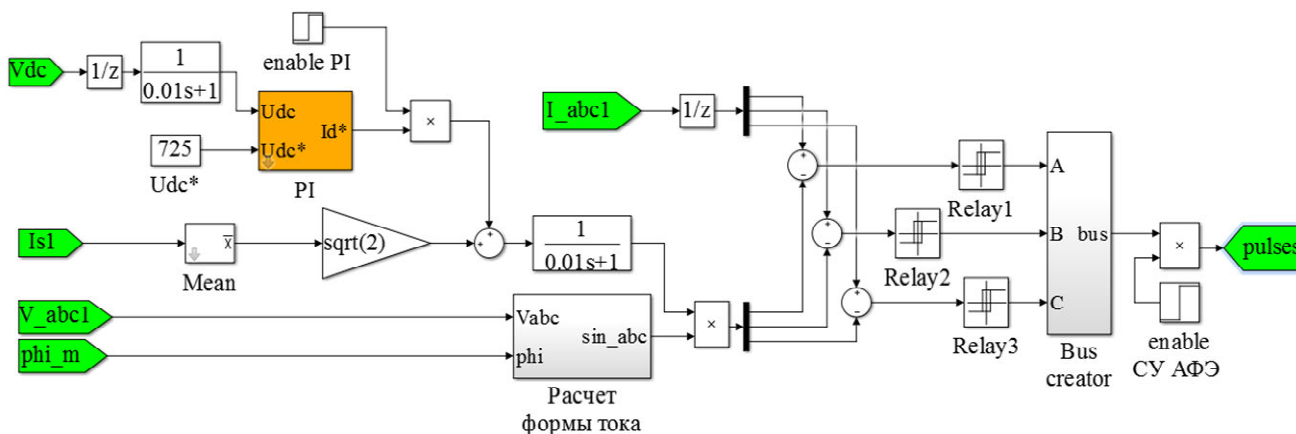 Vdc
1/z
1
0.01s+1
enable PI
Udc
Udc*
Id*
PI
×
725
Udc*
I_abc1
1/z
+
−
Relay1
+
−
Relay2
+
−
Relay3
A
B
C
bus
Bus
creator
×
pulses
enable
СУ АФЭ
Is1
x
Mean
sqrt(2)
+
+
1
0.01s+1
V_abc1
phi_m
Vabc
phi
sin_abc
Расчет
формы тока
×